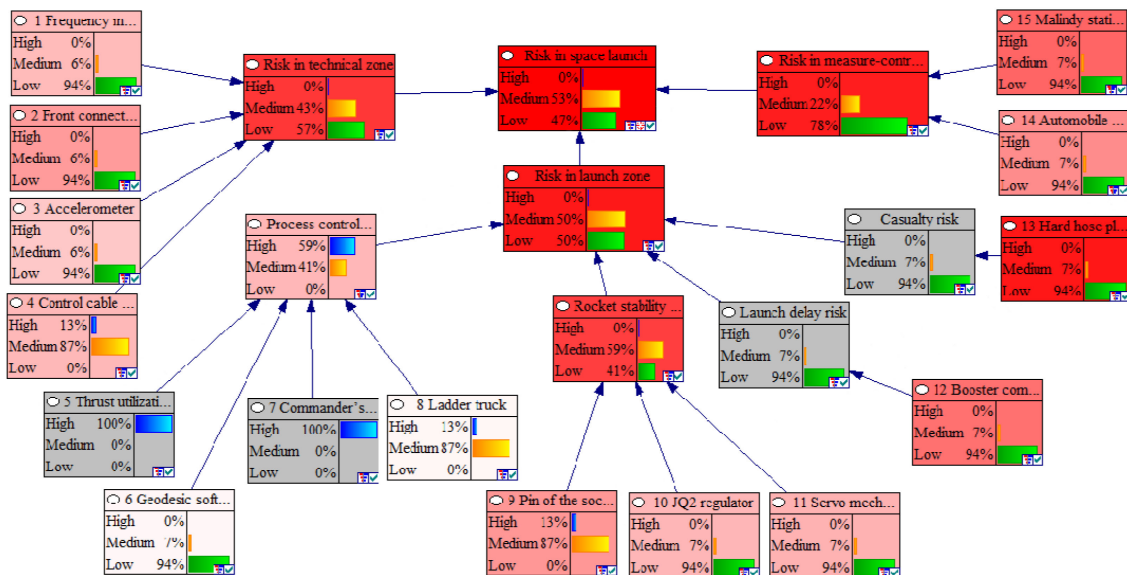 1 Frequency in...
High 0%
Medium 6%
Low 94%
2 Front connect...
High 0%
Medium 6%
Low 94%
3 Accelerometer
High 0%
Medium 6%
Low 94%
4 Control cable ...
High 13%
Medium 87%
Low 0%
5 Thrust utilizati...
High 100%
Medium 0%
Low 0%
6 Geodesic soft...
High 0%
Medium 7%
Low 94%
7 Commander's...
High 100%
Medium 0%
Low 0%
8 Ladder truck
High 13%
Medium 87%
Low 0%
Risk in technical zone
High 0%
Medium 43%
Low 57%
Process control...
High 59%
Medium 41%
Low 0%
Risk in space launch
High 0%
Medium 53%
Low 47%
Risk in launch zone
High 0%
Medium 50%
Low 50%
Rocket stability ...
High 0%
Medium 59%
Low 41%
9 Pin of the soc...
High 13%
Medium 87%
Low 0%
10 JQ2 regulator
High 0%
Medium 7%
Low 94%
11 Servo mech...
High 0%
Medium 7%
Low 94%
Risk in measure-contr...
High 0%
Medium 22%
Low 78%
Casualty risk
High 0%
Medium 7%
Low 94%
Launch delay risk
High 0%
Medium 7%
Low 94%
12 Booster com...
High 0%
Medium 7%
Low 94%
15 Malindy stati...
High 0%
Medium 7%
Low 94%
14 Automobile ...
High 0%
Medium 7%
Low 94%
13 Hard hose pl...
High 0%
Medium 7%
Low 94%